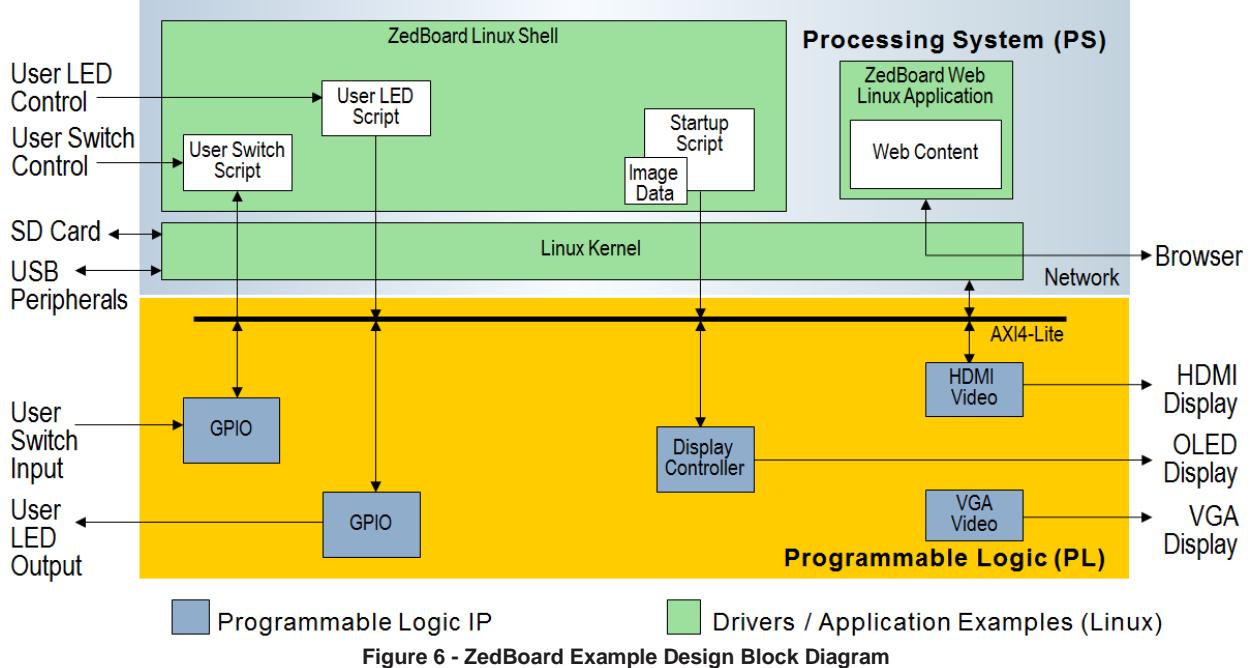 ZedBoard Linux Shell
Processing System (PS)
User LED
Control
User LED
Script
ZedBoard Web
Linux Application
User Switch
Control
User Switch
Script
Startup
Script
Image
Data
Web Content
SD Card
Linux Kernel
Browser
USB
Peripherals
Network
AXI4-Lite
HDMI
Video
HDMI
Display
User
Switch
Input
GPIO
Display
Controller
OLED
Display
User
LED
Output
GPIO
VGA
Video
VGA
Display
Programmable Logic (PL)
Programmable Logic IP
Drivers / Application Examples (Linux)
Figure 6 - ZedBoard Example Design Block Diagram